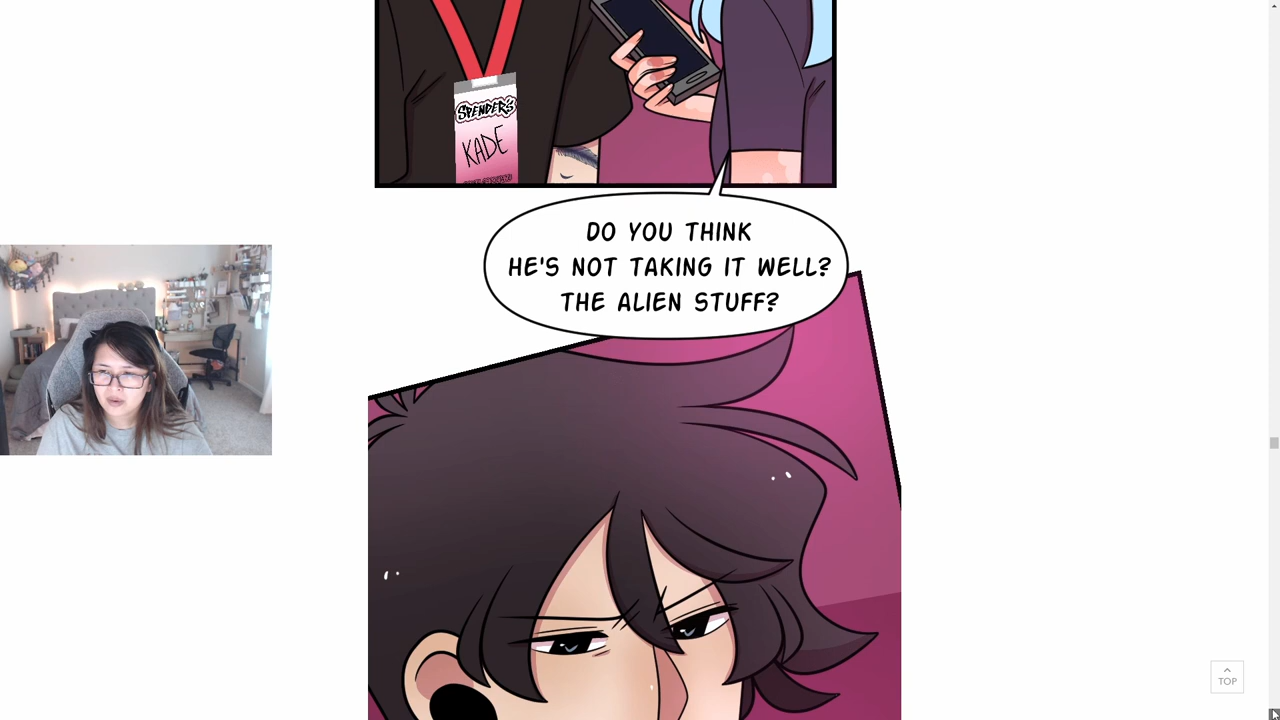 SPENDER'S
KADE
DO YOU THINK
HE'S NOT TAKING IT WELL?
THE ALIEN STUFF?
TOP